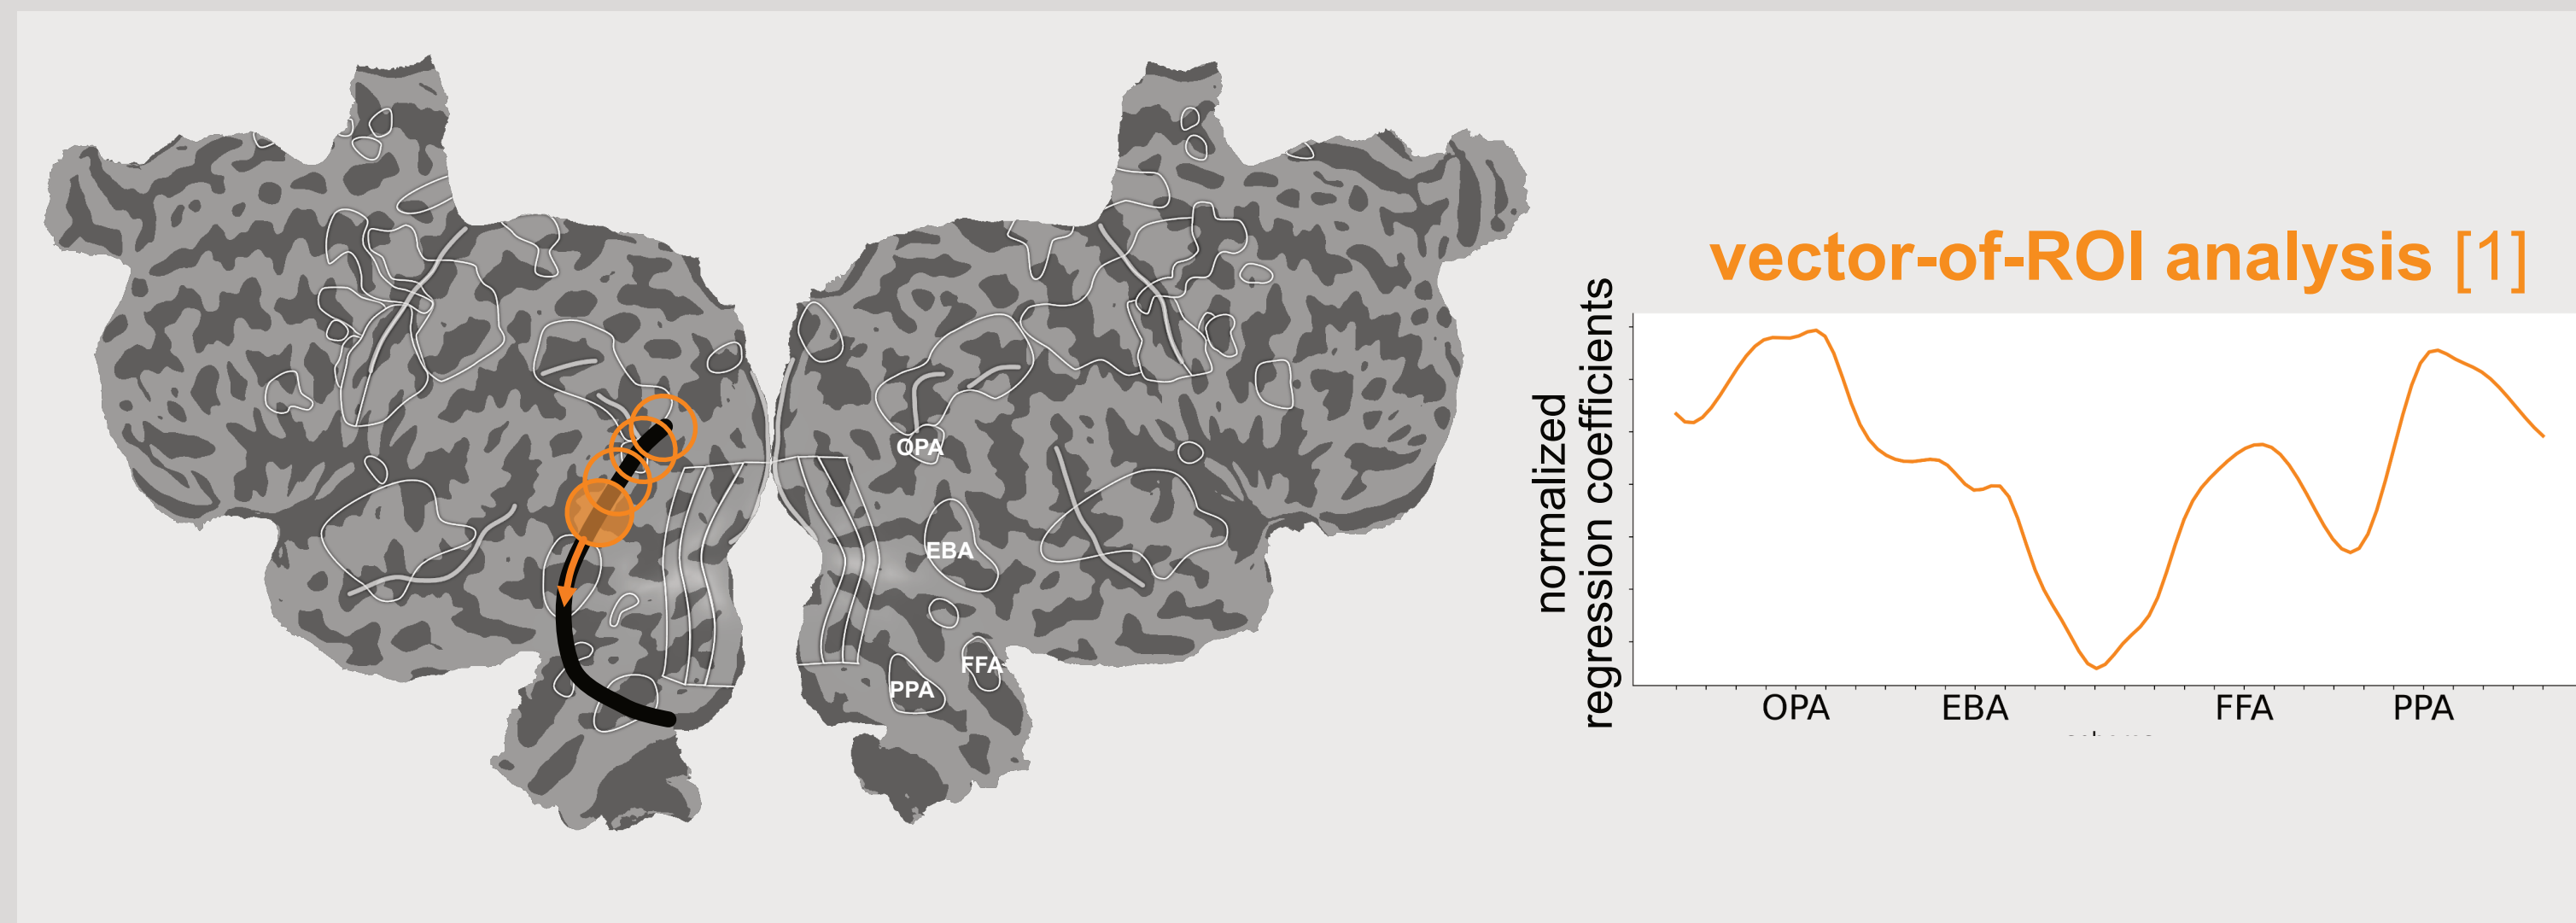 OPA
EBA
FFA
PPA
vector-of-ROI analysis [1]
normalized
regression coefficients
OPA EBA FFA PPA